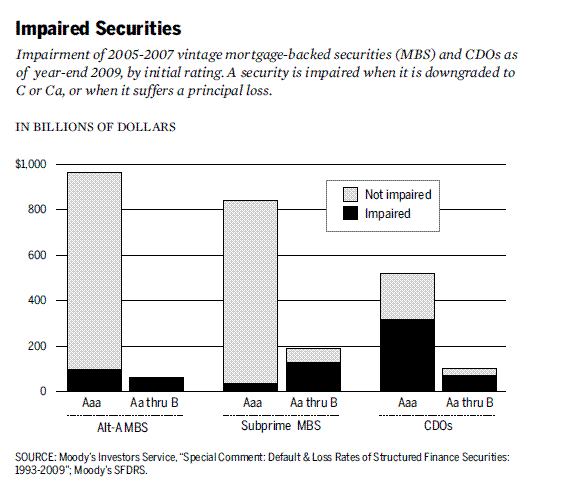 Impaired Securities
Impairment of 2005-2007 vintage mortgage-backed securities (MBS) and CDOs as
of year-end 2009, by initial rating. A security is impaired when it is downgraded to
C or Ca, or when it suffers a principal loss.
IN BILLIONS OF DOLLARS
$1,000
800
600
400
200
0
Not impaired
Impaired
Aaa
Aa thru B
Aaa
Aa thru B
Aaa
Aa thru B
Alt-A MBS
Subprime MBS
CDOs
SOURCE: Moody's Investors Service, "Special Comment: Default & Loss Rates of Structured Finance Securities:
1993-2009"; Moody's SFDRS.